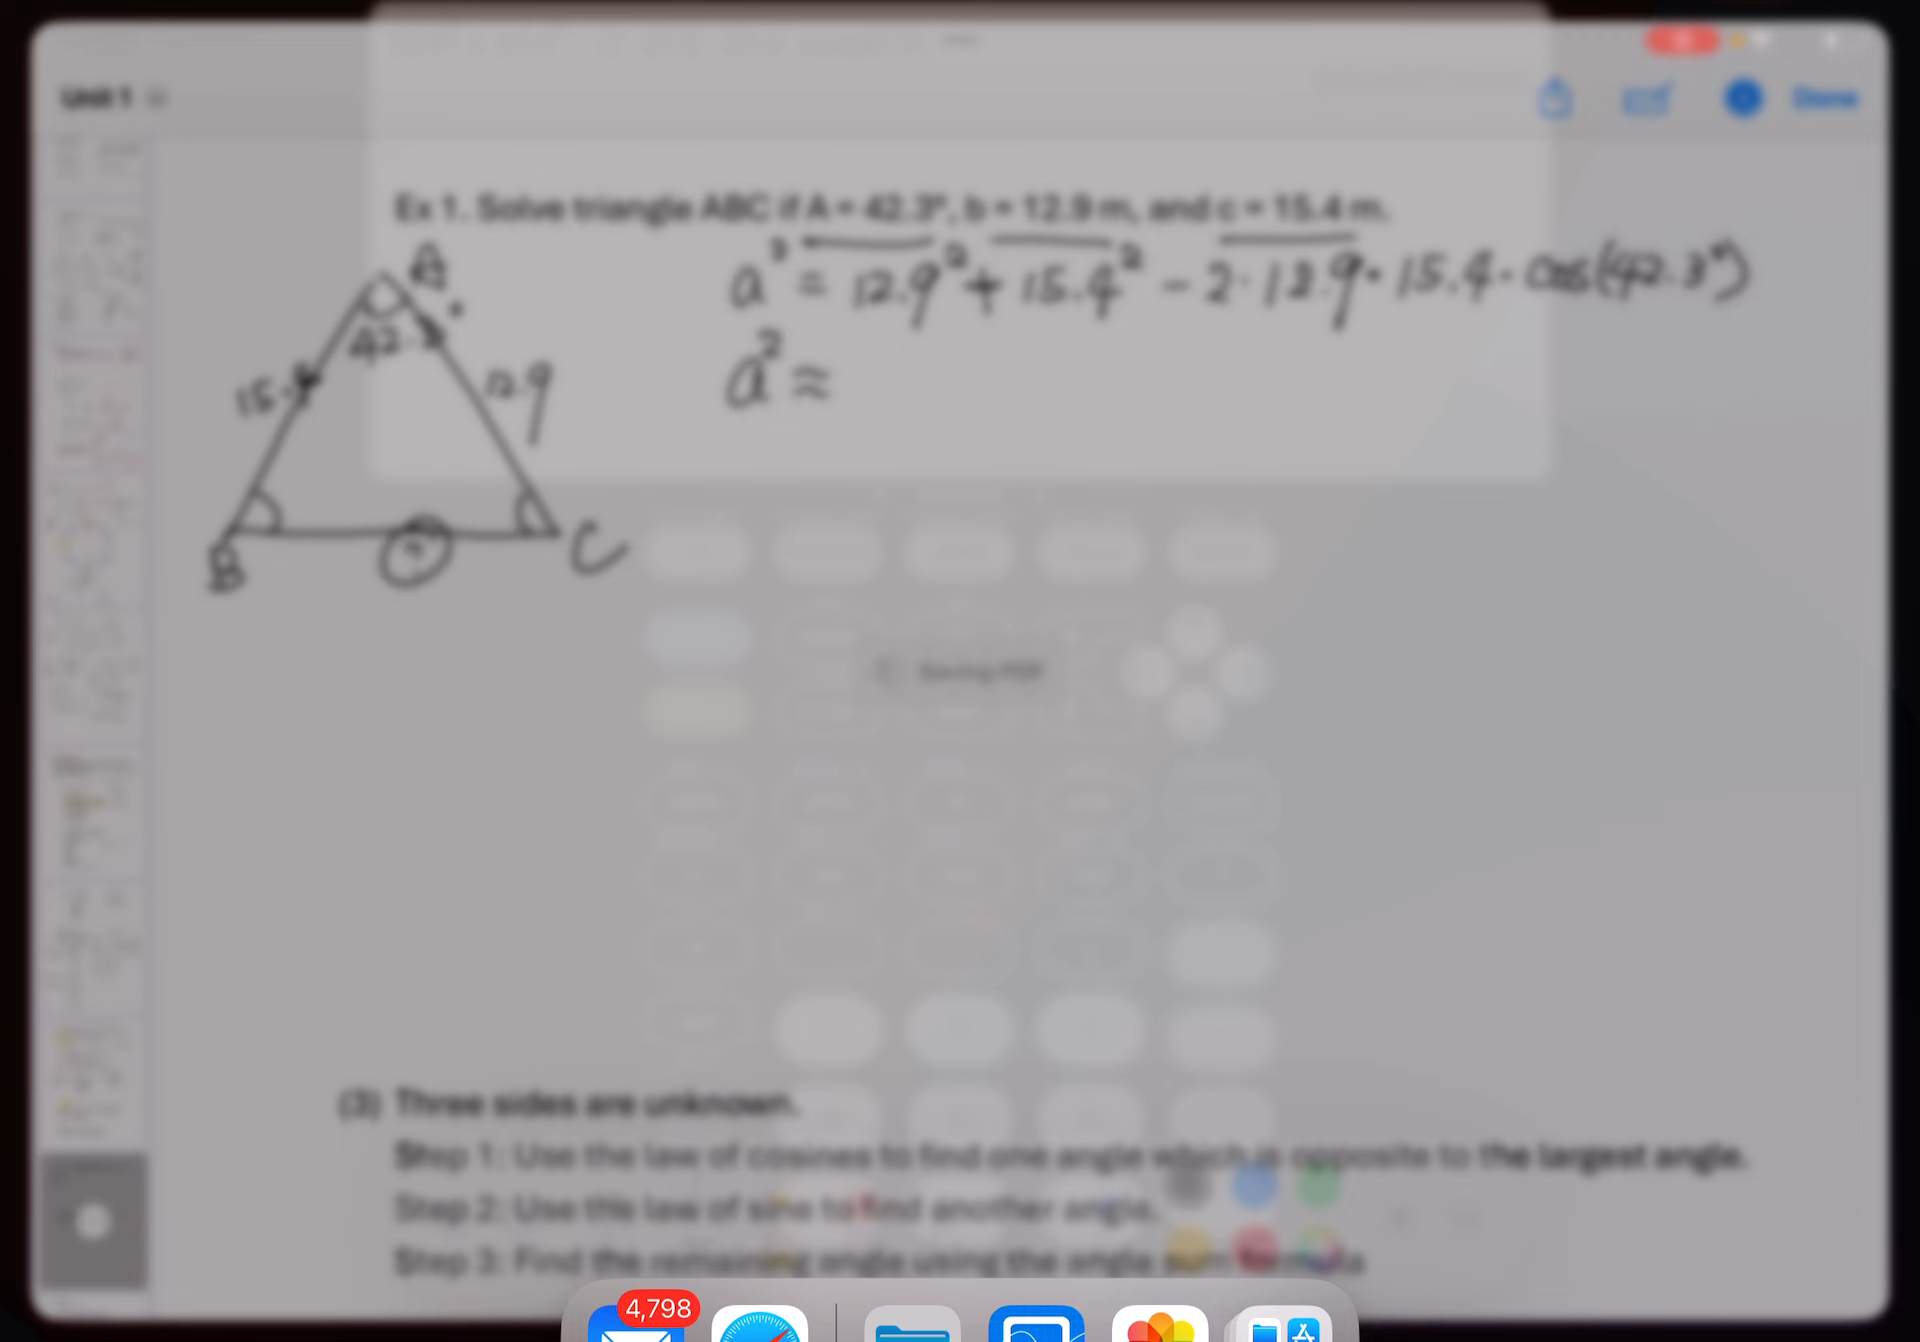 Unit 1
Done
Ex 1. Solve triangle ABC if A = 42.3°, b = 12.9 m, and c = 15.4 m.
a² = 12.9² + 15.4² - 2 · 12.9 · 15.4 · cos(42.3°)
A
42.3°
15.4
12.9
a² ≈
B
?
C
Saving PDF
(3) Three sides are unknown.
Step 1: Use the law of cosines to find one angle which is opposite to the largest angle.
Step 2: Use the law of sine to find another angle.
Step 3: Find the remaining angle using the angle sum formula
4,798